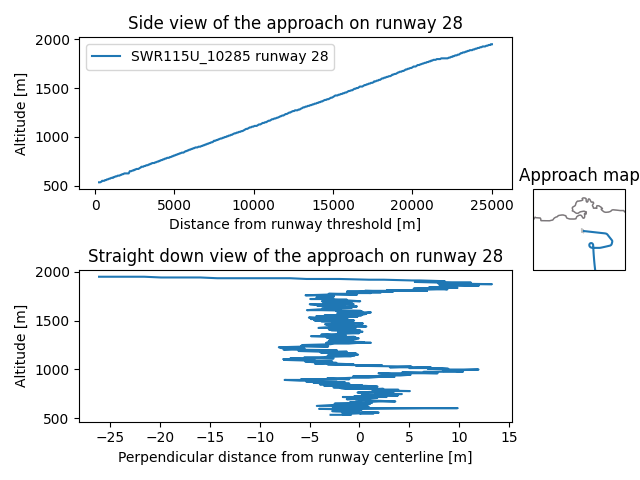 Side view of the approach on runway 28
2000
1500
1000
500
Altitude [m]
SWR115U_10285 runway 28
0
5000
10000
15000
20000
25000
Distance from runway threshold [m]
Approach map
Straight down view of the approach on runway 28
2000
1500
1000
500
Altitude [m]
−25
−20
−15
−10
−5
0
5
10
15
Perpendicular distance from runway centerline [m]